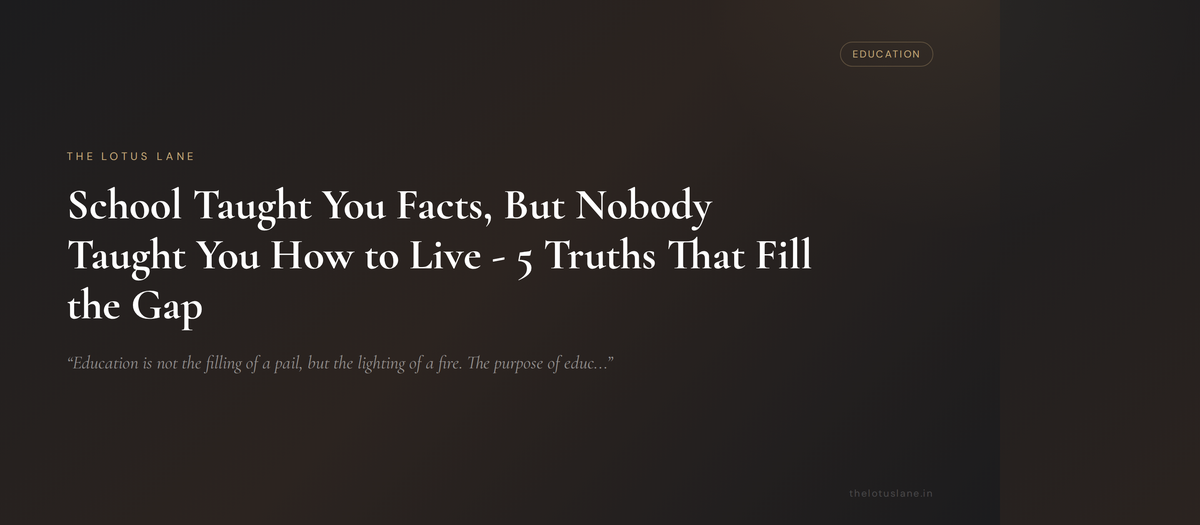 EDUCATION
THE LOTUS LANE
School Taught You Facts, But Nobody
Taught You How to Live - 5 Truths That Fill
the Gap
“Education is not the filling of a pail, but the lighting of a fire. The purpose of educ...”
thelotuslane.in